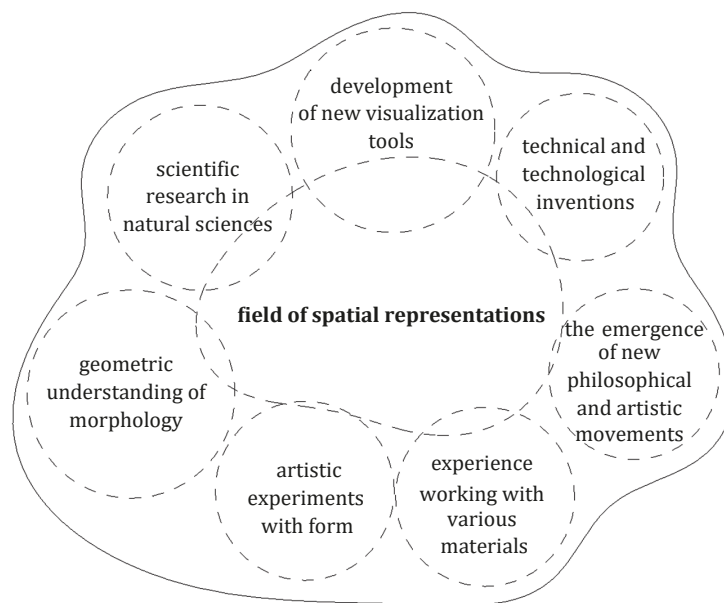 development
of new visualization
tools
technical and
technological
inventions
scientific
research in
natural sciences
field of spatial representations
the emergence
of new
philosophical
and artistic
movements
geometric
understanding of
morphology
artistic
experiments
with form
experience
working with
various
materials